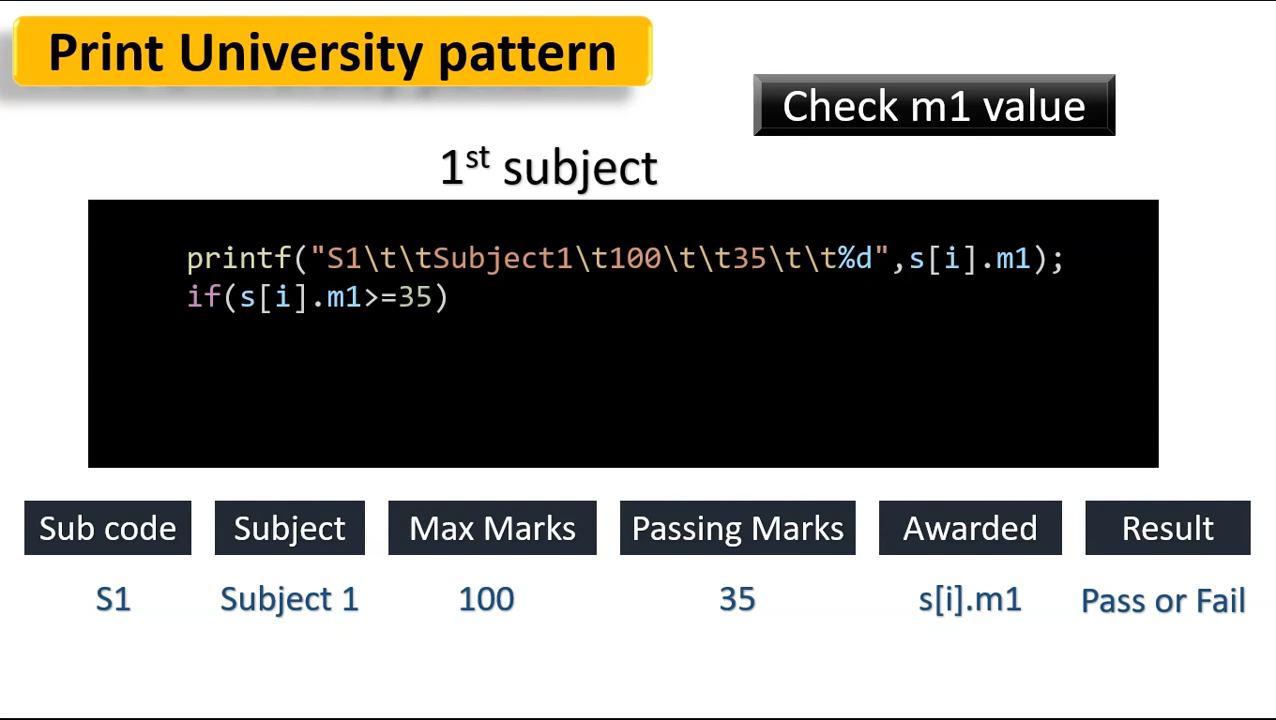 Print University pattern
Check m1 value
1st subject
printf("S1\t\tSubject1\t100\t\t35\t\t%d",s[i].m1);
if(s[i].m1>=35)
Sub code Subject Max Marks Passing Marks Awarded Result
S1 Subject 1 100 35 s[i].m1 Pass or Fail